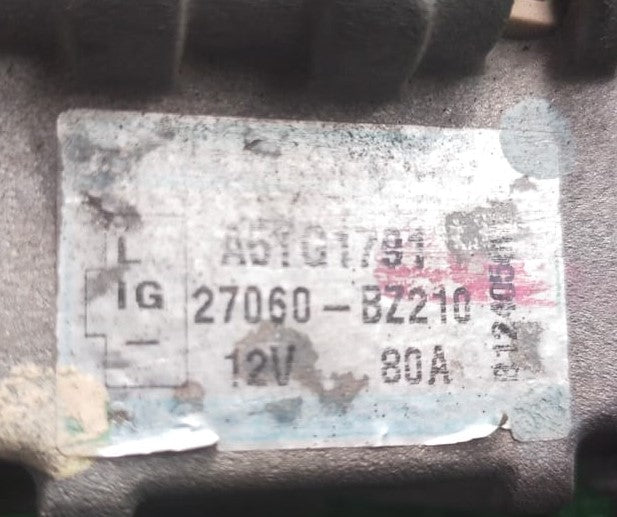 L
A5TG1791
IG
27060-BZ210
—
12V 80A